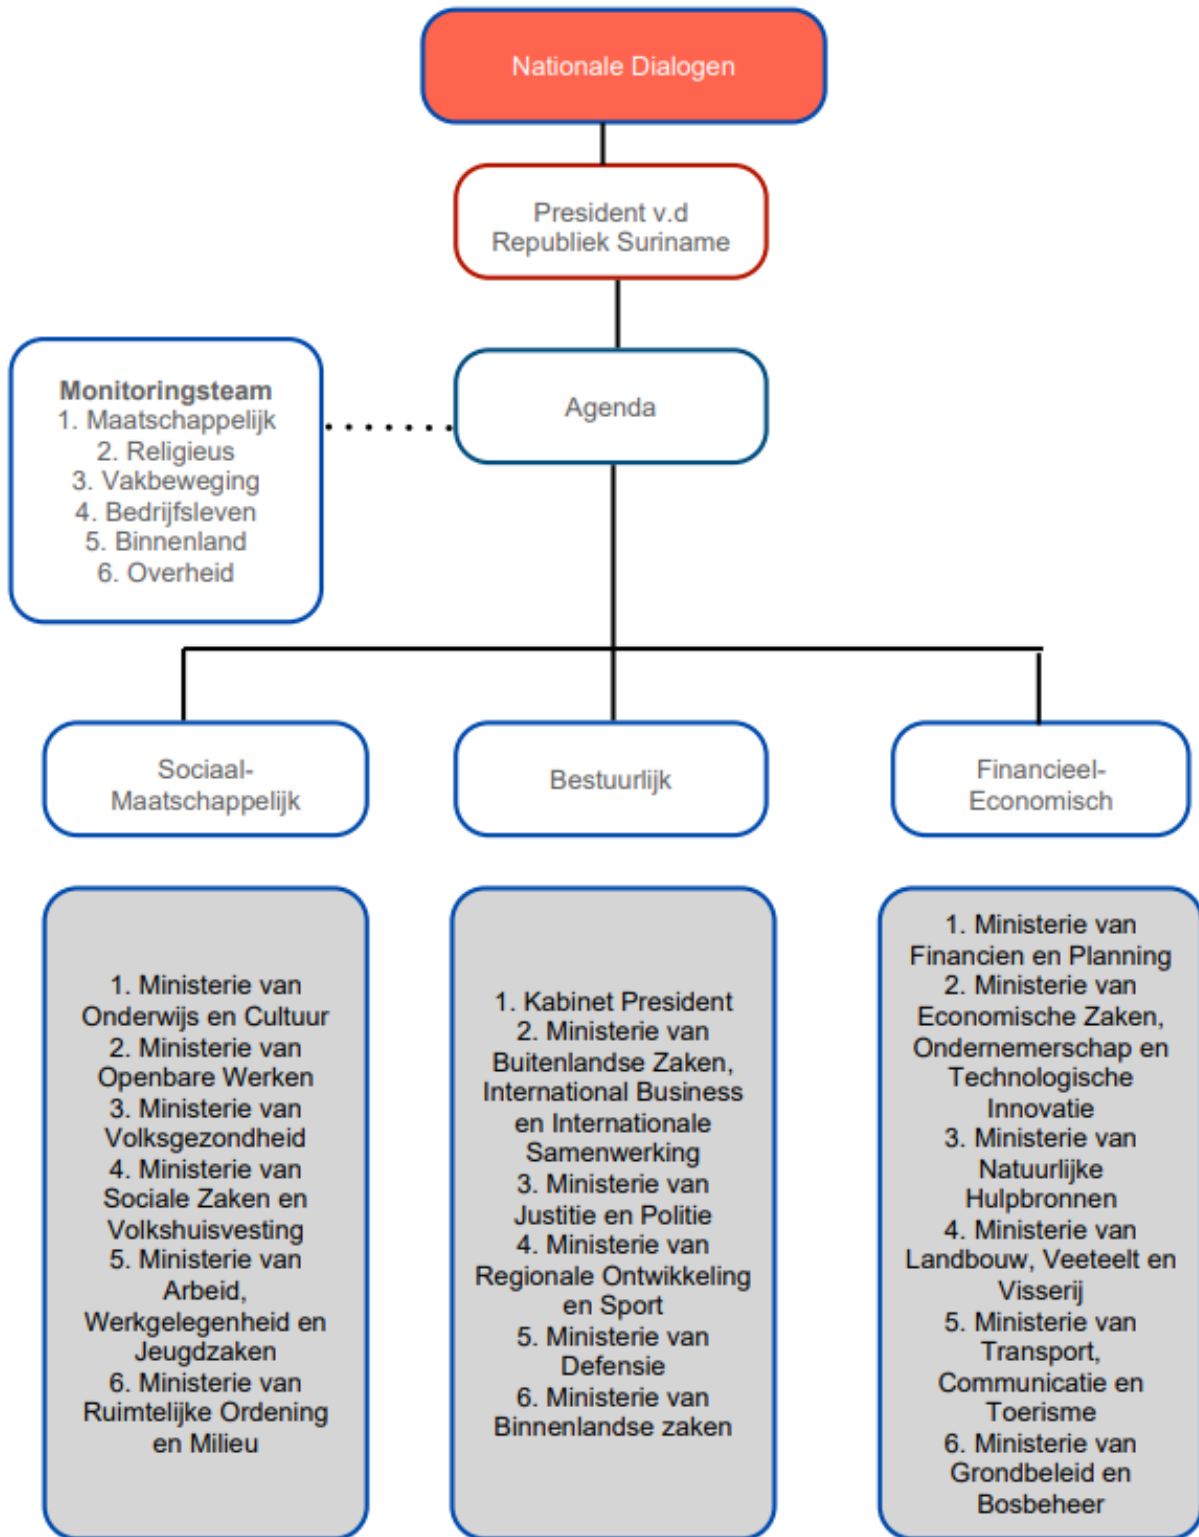 Nationale Dialogen
President v.d
Republiek Suriname
Agenda
Monitoringsteam
1. Maatschappelijk
2. Religieus
3. Vakbeweging
4. Bedrijfsleven
5. Binnenland
6. Overheid
Sociaal-
Maatschappelijk
Bestuurlijk
Financieel-
Economisch
1. Ministerie van
Onderwijs en Cultuur
2. Ministerie van
Openbare Werken
3. Ministerie van
Volksgezondheid
4. Ministerie van
Sociale Zaken en
Volkshuisvesting
5. Ministerie van
Arbeid,
Werkgelegenheid en
Jeugdzaken
6. Ministerie van
Ruimtelijke Ordening
en Milieu
1. Kabinet President
2. Ministerie van
Buitenlandse Zaken,
International Business
en Internationale
Samenwerking
3. Ministerie van
Justitie en Politie
4. Ministerie van
Regionale Ontwikkeling
en Sport
5. Ministerie van
Defensie
6. Ministerie van
Binnenlandse zaken
1. Ministerie van
Financien en Planning
2. Ministerie van
Economische Zaken,
Ondernemerschap en
Technologische
Innovatie
3. Ministerie van
Natuurlijke
Hulpbronnen
4. Ministerie van
Landbouw, Veeteelt en
Visserij
5. Ministerie van
Transport,
Communicatie en
Toerisme
6. Ministerie van
Grondbeleid en
Bosbeheer